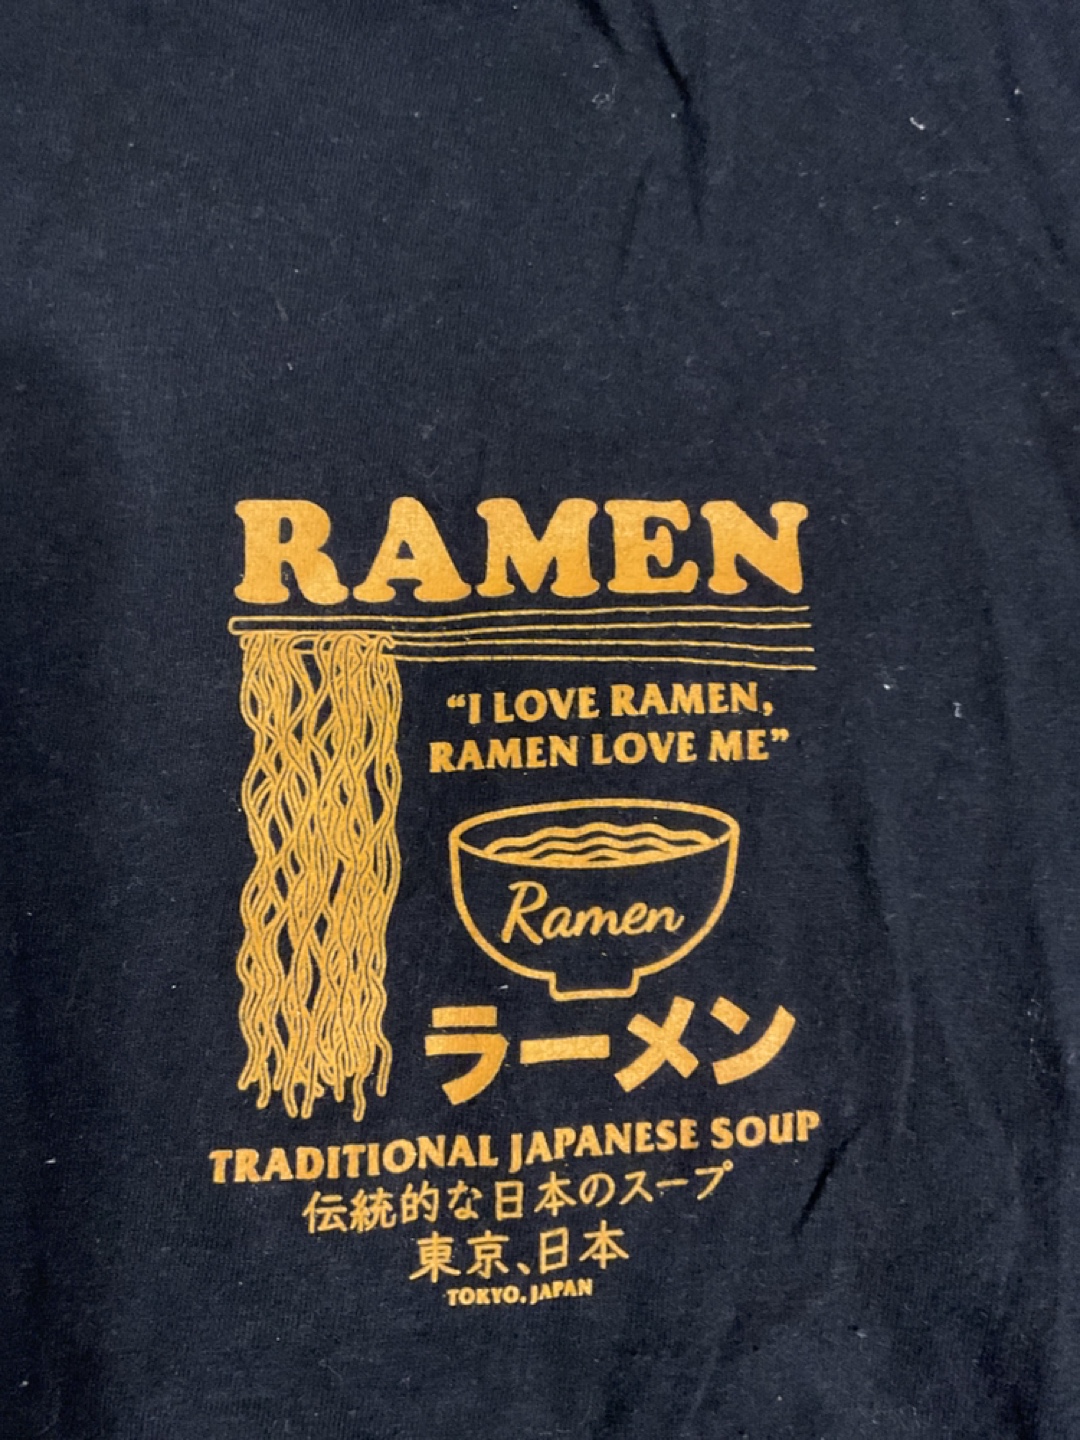 RAMEN
“I LOVE RAMEN,
RAMEN LOVE ME”
Ramen
ラーメン
TRADITIONAL JAPANESE SOUP
伝統的な日本のスープ
東京、日本
TOKYO. JAPAN